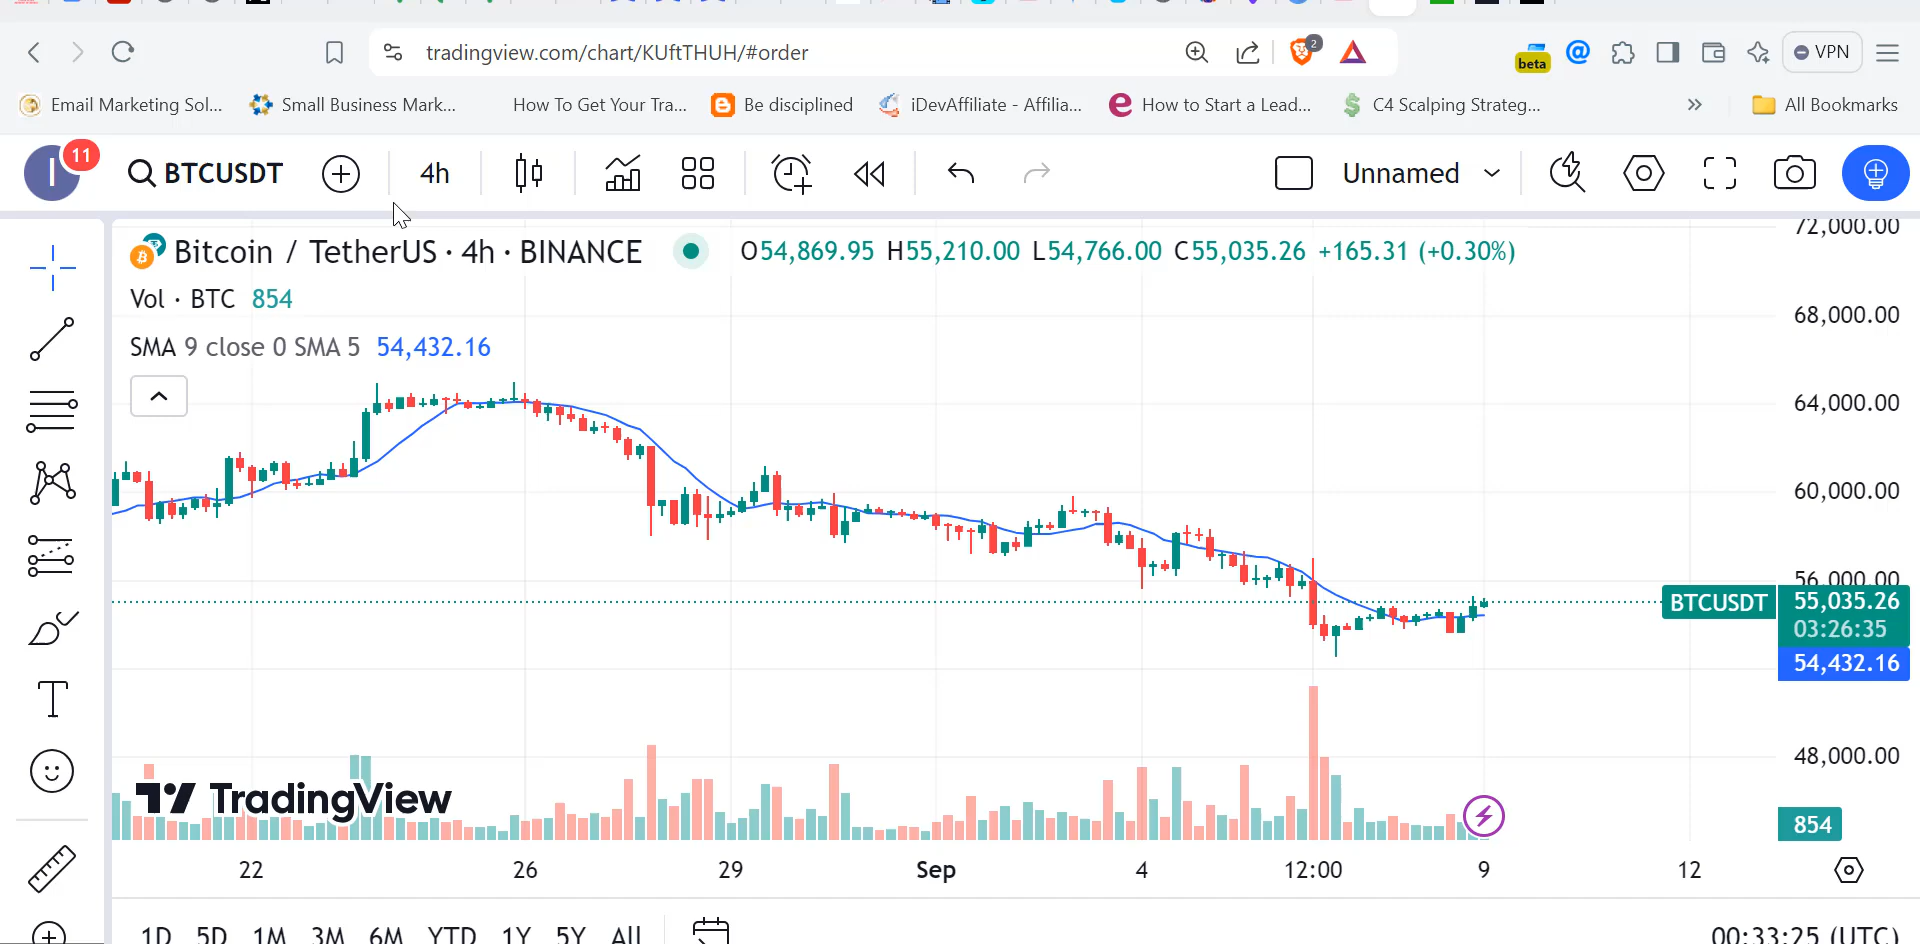 tradingview.com/chart/KUftTHUH/#order
2
beta
VPN
Email Marketing Sol...
Small Business Mark...
How To Get Your Tra...
Be disciplined
iDevAffiliate - Affilia...
How to Start a Lead...
C4 Scalping Strateg...
All Bookmarks
I
11
BTCUSDT
4h
Unnamed
Bitcoin / TetherUS · 4h · BINANCE
O54,869.95 H55,210.00 L54,766.00 C55,035.26 +165.31 (+0.30%)
Vol · BTC 854
SMA 9 close 0 SMA 5 54,432.16
72,000.00
68,000.00
64,000.00
60,000.00
56,000.00
BTCUSDT
55,035.26
03:26:35
54,432.16
48,000.00
854
TradingView
22
26
29
Sep
4
12:00
9
12
1D 5D 1M 3M 6M YTD 1Y 5Y All
00:33:25 (UTC)